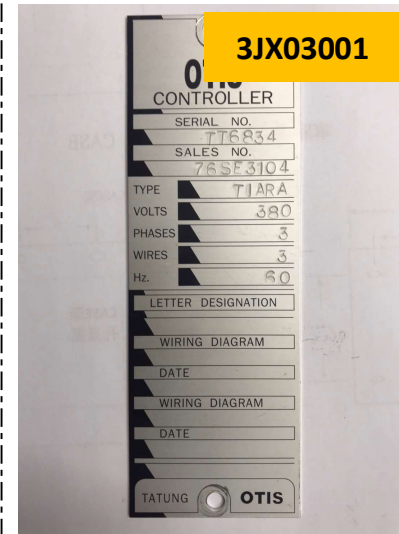 3JX03001
OTIS
CONTROLLER
SERIAL NO.
TT6834
SALES NO.
76SE3104
TYPE TIARA
VOLTS 380
PHASES 3
WIRES 3
Hz. 60
LETTER DESIGNATION
WIRING DIAGRAM
DATE
WIRING DIAGRAM
DATE
TATUNG OTIS